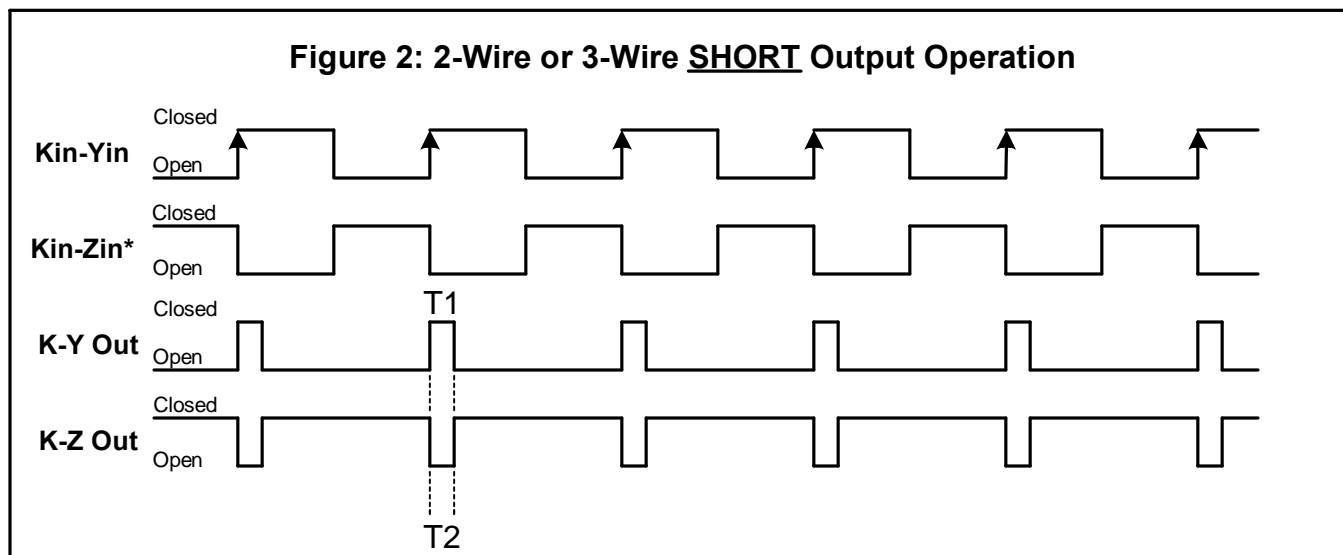 Figure 2: 2-Wire or 3-Wire SHORT Output Operation
Closed
Kin-Yin
Open
Closed
Kin-Zin*
Open
T1
Closed
K-Y Out
Open
Closed
K-Z Out
Open
T2